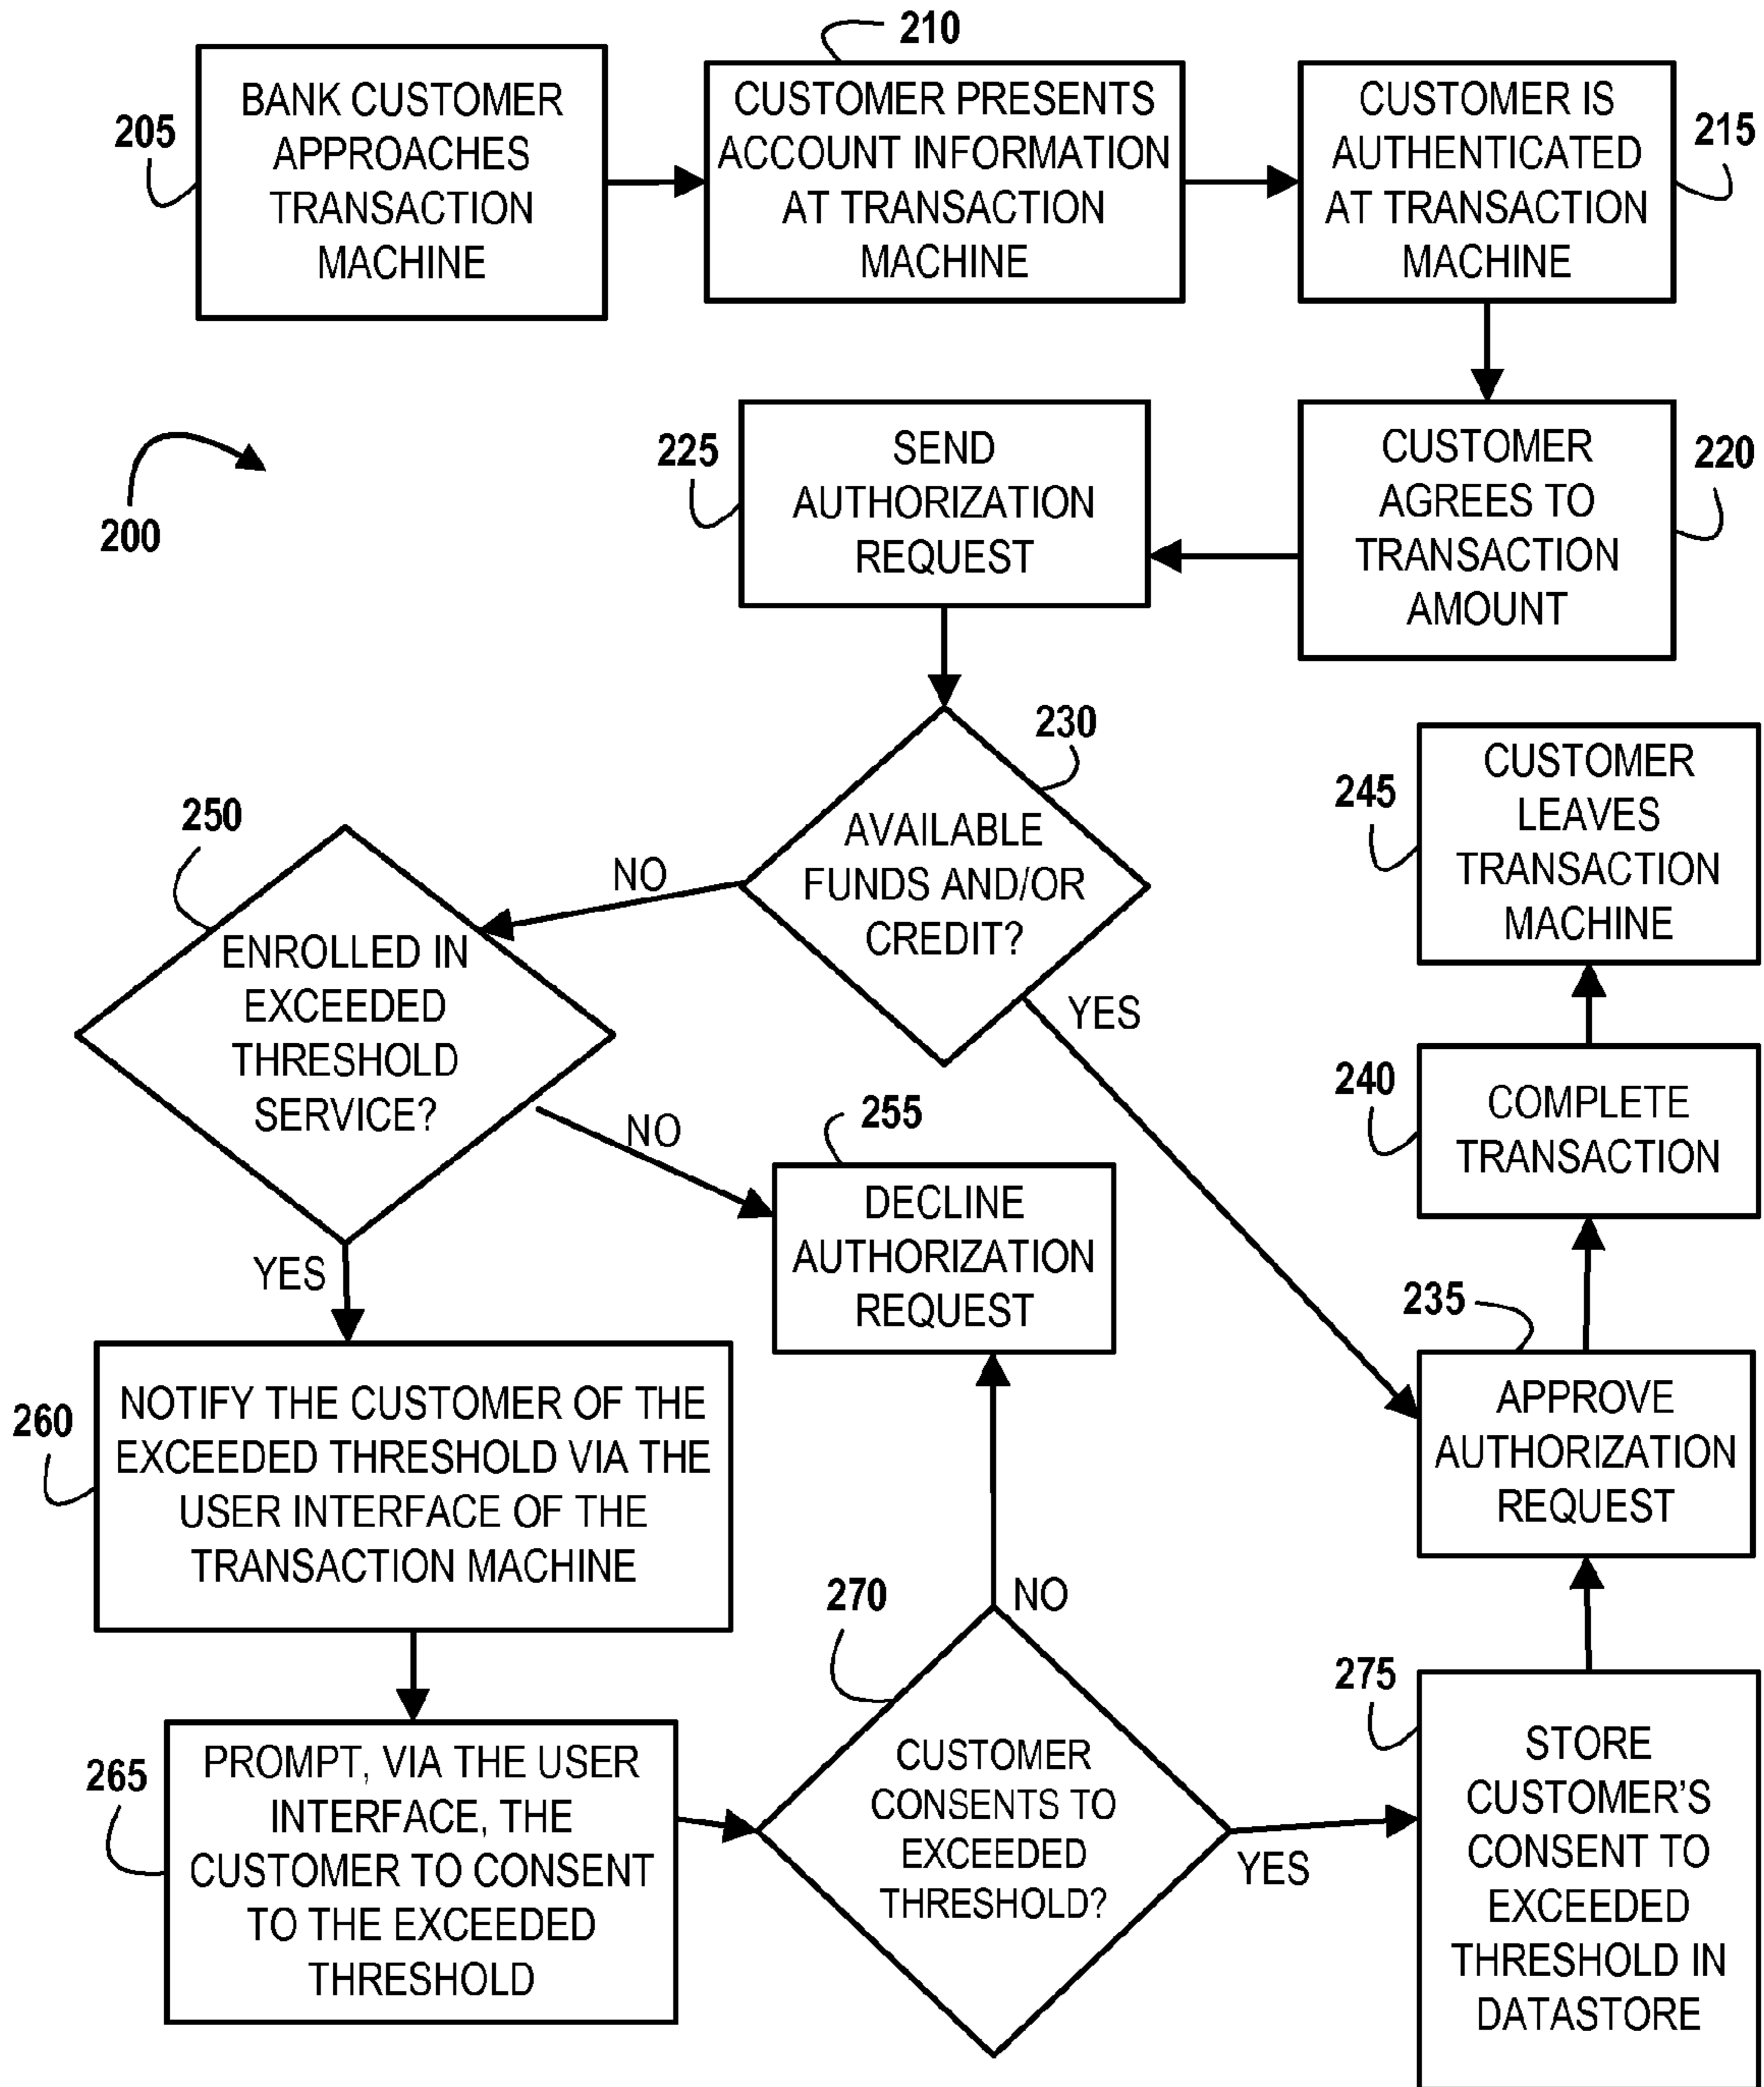 210
205
BANK CUSTOMER
APPROACHES
TRANSACTION
MACHINE
CUSTOMER PRESENTS
ACCOUNT INFORMATION
AT TRANSACTION
MACHINE
CUSTOMER IS
AUTHENTICATED
AT TRANSACTION
MACHINE
215
200
225
SEND
AUTHORIZATION
REQUEST
CUSTOMER
AGREES TO
TRANSACTION
AMOUNT
220
230
AVAILABLE
FUNDS AND/OR
CREDIT?
NO
YES
245
CUSTOMER
LEAVES
TRANSACTION
MACHINE
250
ENROLLED IN
EXCEEDED
THRESHOLD
SERVICE?
NO
YES
240
COMPLETE
TRANSACTION
255
DECLINE
AUTHORIZATION
REQUEST
235
APPROVE
AUTHORIZATION
REQUEST
260
NOTIFY THE CUSTOMER OF THE
EXCEEDED THRESHOLD VIA THE
USER INTERFACE OF THE
TRANSACTION MACHINE
265
PROMPT, VIA THE USER
INTERFACE, THE
CUSTOMER TO CONSENT
TO THE EXCEEDED
THRESHOLD
270
NO
CUSTOMER
CONSENTS TO
EXCEEDED
THRESHOLD?
YES
275
STORE
CUSTOMER'S
CONSENT TO
EXCEEDED
THRESHOLD IN
DATASTORE